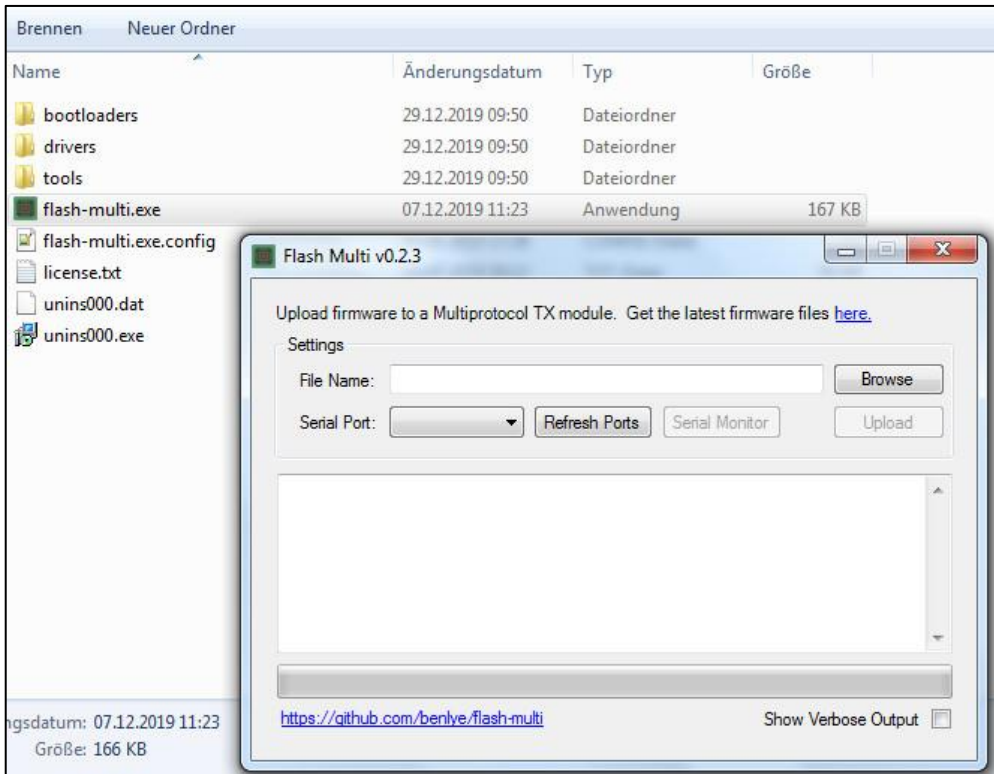 Brennen Neuer Ordner
Name Änderungsdatum Typ Größe
bootloaders 29.12.2019 09:50 Dateiordner
drivers 29.12.2019 09:50 Dateiordner
tools 29.12.2019 09:50 Dateiordner
flash-multi.exe 07.12.2019 11:23 Anwendung 167 KB
flash-multi.exe.config
license.txt
unins000.dat
unins000.exe
Flash Multi v0.2.3
Upload firmware to a Multiprotocol TX module. Get the latest firmware files here.
Settings
File Name: Browse
Serial Port: Refresh Ports Serial Monitor Upload
https://github.com/benlye/flash-multi Show Verbose Output
ngsdatum: 07.12.2019 11:23
Größe: 166 KB